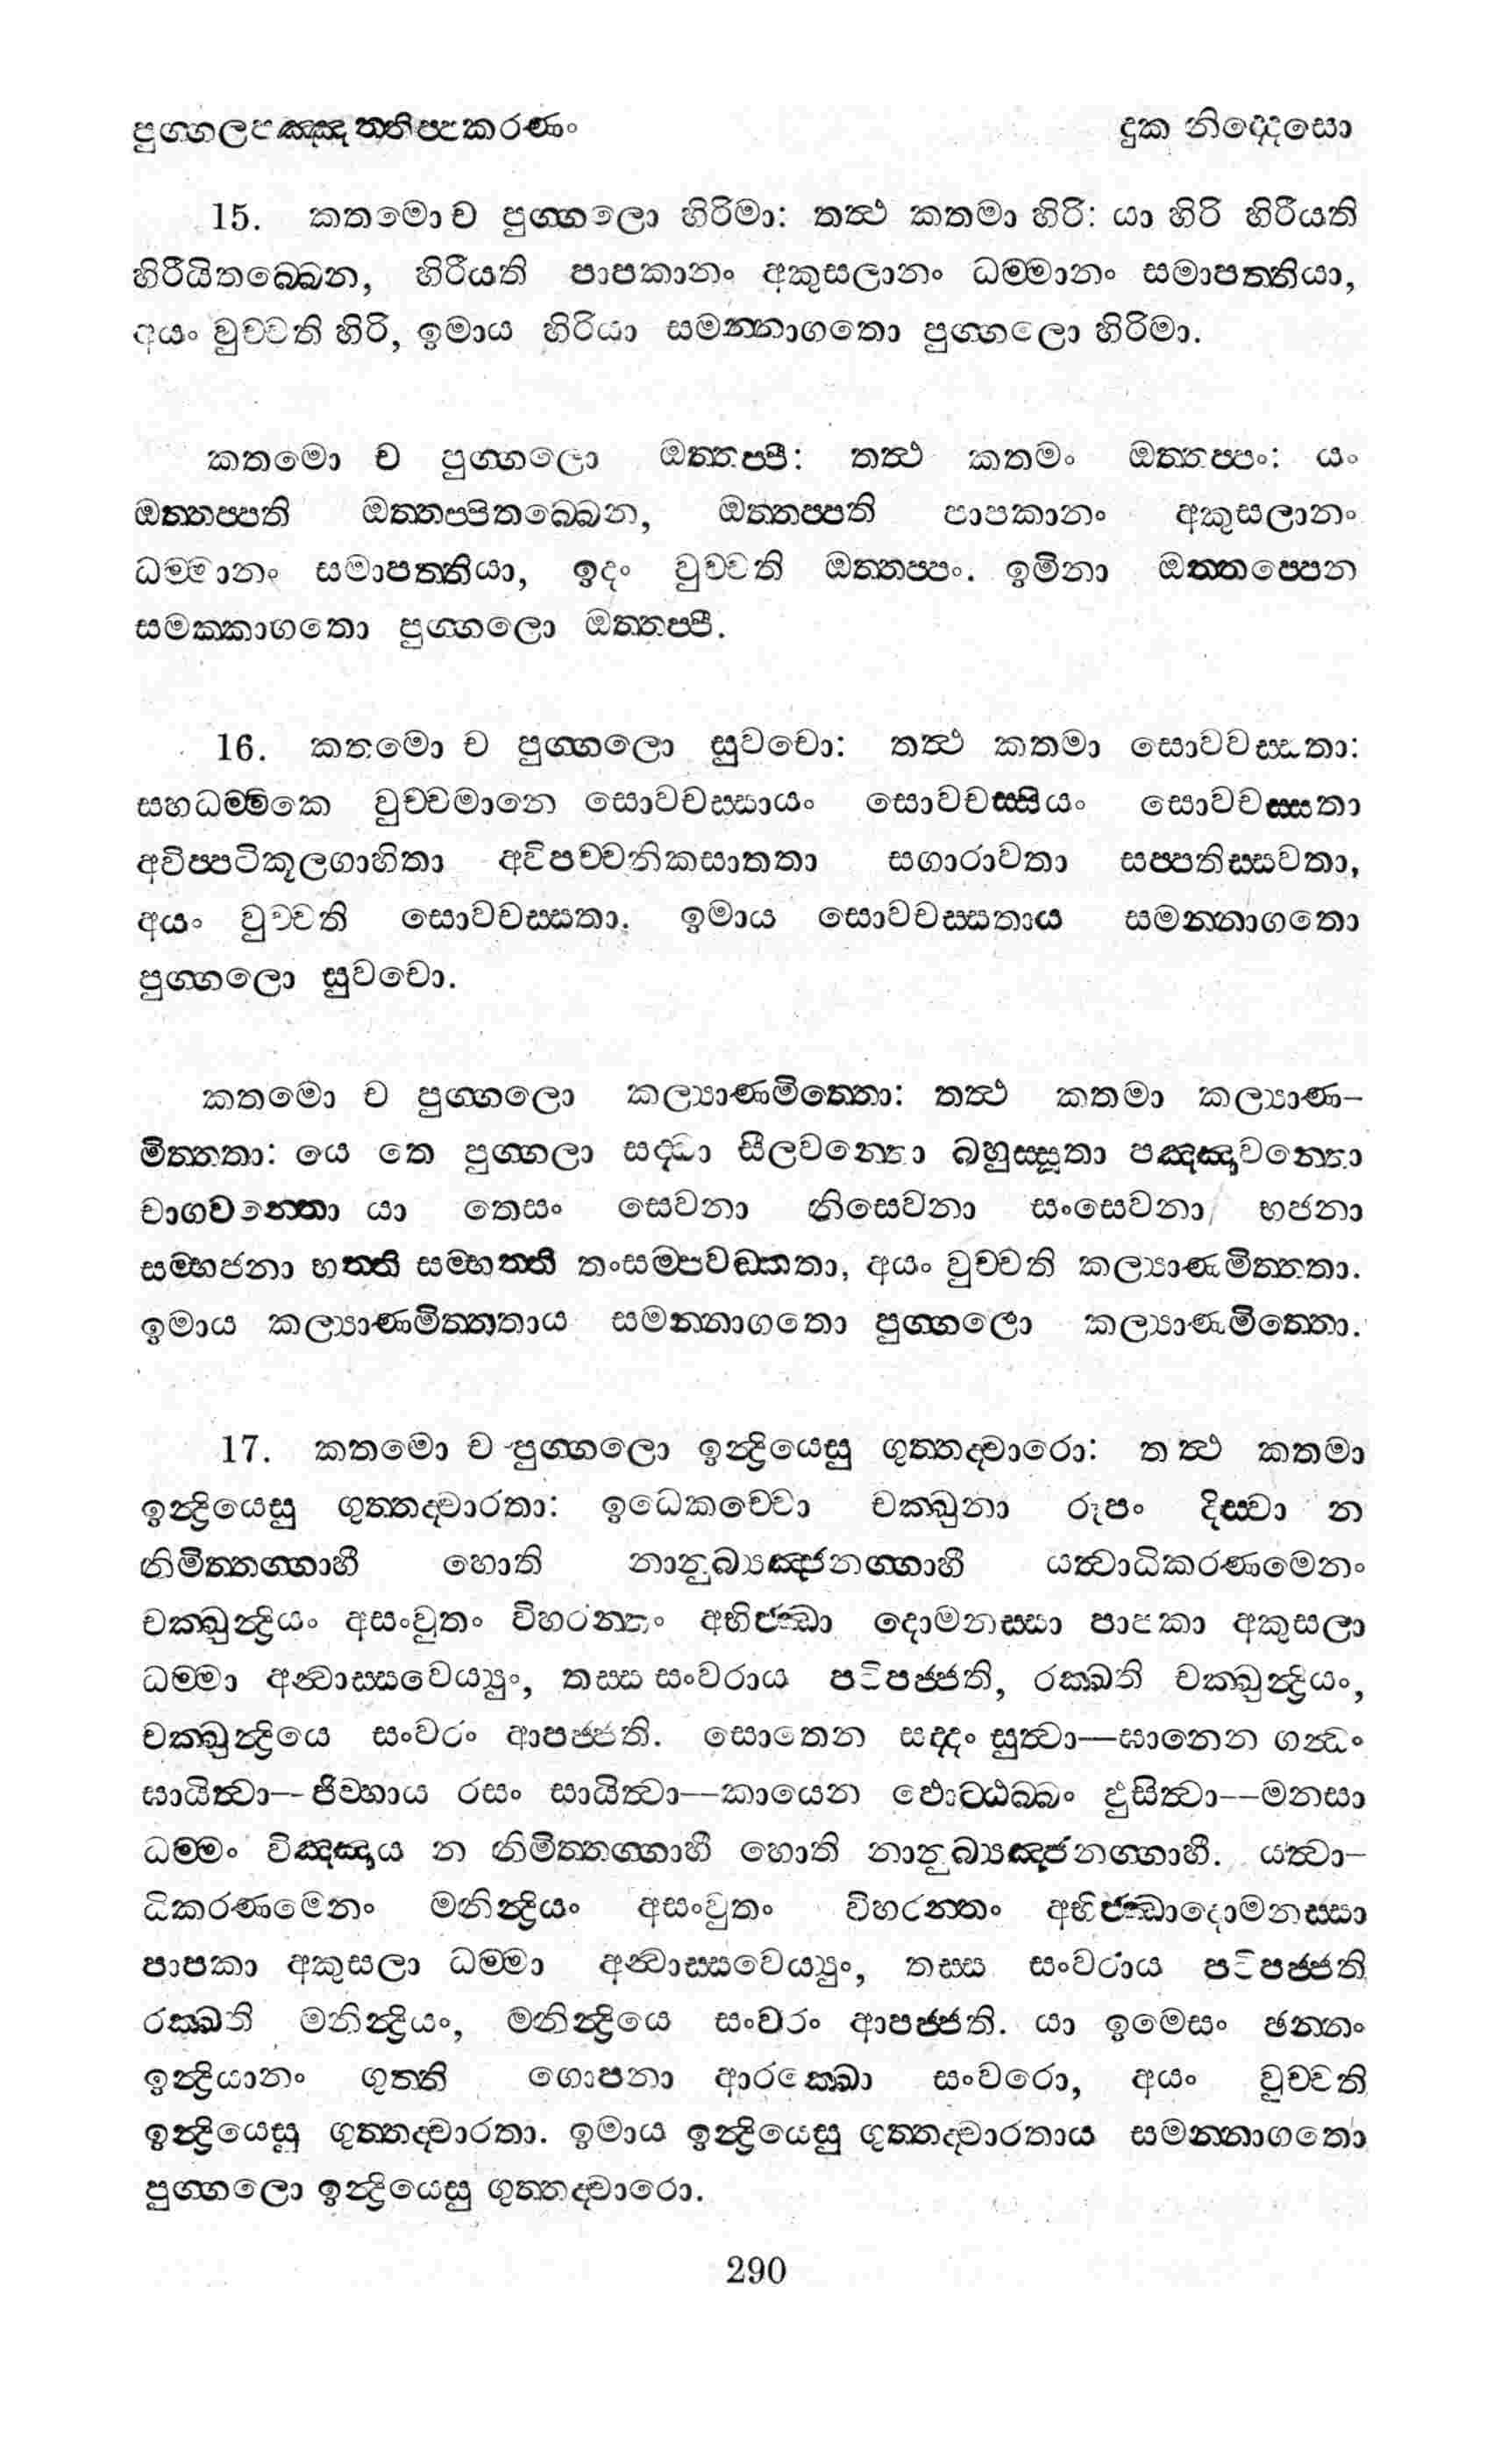 පුග්ගලපඤ්ඤත්තිප්පකරණං	දුක නිද්දෙසො
15. කතමො ච පුග්ගලො හිරිමා: තත්ථ කතමා හිරි: යා හිරි හිරීයති
හිරීයිතබ්බෙන, හිරීයති පාපකානං අකුසලානං ධම්මානං සමාපත්තියා,
අයං වුච්චති හිරි, ඉමාය හිරියා සමන්නාගතො පුග්ගලො හිරිමා.
කතමො ච පුග්ගලො ඔත්තප්පී: තත්ථ කතමං ඔත්තප්පං: යං
ඔත්තප්පති ඔත්තප්පිතබ්බෙන, ඔත්තප්පති පාපකානං අකුසලානං
ධම්මානං සමාපත්තියා, ඉදං වුච්චති ඔත්තප්පං. ඉමිනා ඔත්තප්පෙන
සමක්කාගතො පුග්ගලො ඔත්තප්පී.
16. කතමො ච පුග්ගලො සුවචො: තත්ථ කතමා සොවචස්සතා:
සහධම්මිකෙ වුච්චමානෙ සොවචස්සායං සොවචස්සියං සොවචස්සතා
අවිප්පටිකූලගාහිතා අවිපච්චනිකසාතතා සගාරාවතා සප්පතිස්සවතා,
අයං වුච්චති සොවචස්සතා. ඉමාය සොවචස්සතාය සමන්නාගතො
පුග්ගලො සුවචො.
කතමො ච පුග්ගලො කල්‍යාණමිත්තො: තත්ථ කතමා කල්‍යාණ-
මිත්තතා: යෙ තෙ පුග්ගලා සද්ධා සීලවන්තො බහුස්සූතා පඤ්ඤවන්තො
චාගවන්තො යා තෙසං සෙවනා නිසෙවනා සංසෙවනා භජනා
සම්භජනා භත්ති සම්භත්ති තංසම්පවඞ්කතා, අයං වුච්චති කල්‍යාණමිත්තතා.
ඉමාය කල්‍යාණමිත්තතාය සමන්නාගතො පුග්ගලො කල්‍යාණමිත්තො.
17. කතමො ච පුග්ගලො ඉන්ද්‍රියෙසු ගුත්තද්වාරො: තත්ථ කතමා
ඉන්ද්‍රියෙසු ගුත්තද්වාරතා: ඉධෙකච්චො චක්ඛුනා රූපං දිස්වා න
නිමිත්තග්ගාහී හොති නානුබ්‍යඤ්ජනග්ගාහී යත්වාධිකරණමෙනං
චක්ඛුන්ද්‍රියං අසංවුතං විහරන්තං අභිජ්ඣා දොමනස්සා පාපකා අකුසලා
ධම්මා අන්වාස්සවෙය්‍යුං, තස්ස සංවරාය පටිපජ්ජති, රක්ඛති චක්ඛුන්ද්‍රියං,
චක්ඛුන්ද්‍රියෙ සංවරං ආපජ්ජති. සොතෙන සද්දං සුත්වා—ඝානෙන ගන්ධං
ඝායිත්වා—ජිව්හාය රසං සායිත්වා—කායෙන ඵොට්ඨබ්බං ඵුසිත්වා—මනසා
ධම්මං විඤ්ඤාය න නිමිත්තග්ගාහී හොති නානුබ්‍යඤ්ජනග්ගාහී. යත්වා-
ධිකරණමෙනං මනින්ද්‍රියං අසංවුතං විහරන්තං අභිජ්ඣාදොමනස්සා
පාපකා අකුසලා ධම්මා අන්වාස්සවෙය්‍යුං, තස්ස සංවරාය පටිපජ්ජති
රක්ඛති මනින්ද්‍රියං, මනින්ද්‍රියෙ සංවරං ආපජ්ජති. යා ඉමෙසං ඡන්නං
ඉන්ද්‍රියානං ගුත්ති ගොපනා ආරක්ඛො සංවරො, අයං වුච්චති
ඉන්ද්‍රියෙසු ගුත්තද්වාරතා. ඉමාය ඉන්ද්‍රියෙසු ගුත්තද්වාරතාය සමන්නාගතො
පුග්ගලො ඉන්ද්‍රියෙසු ගුත්තද්වාරො.
290